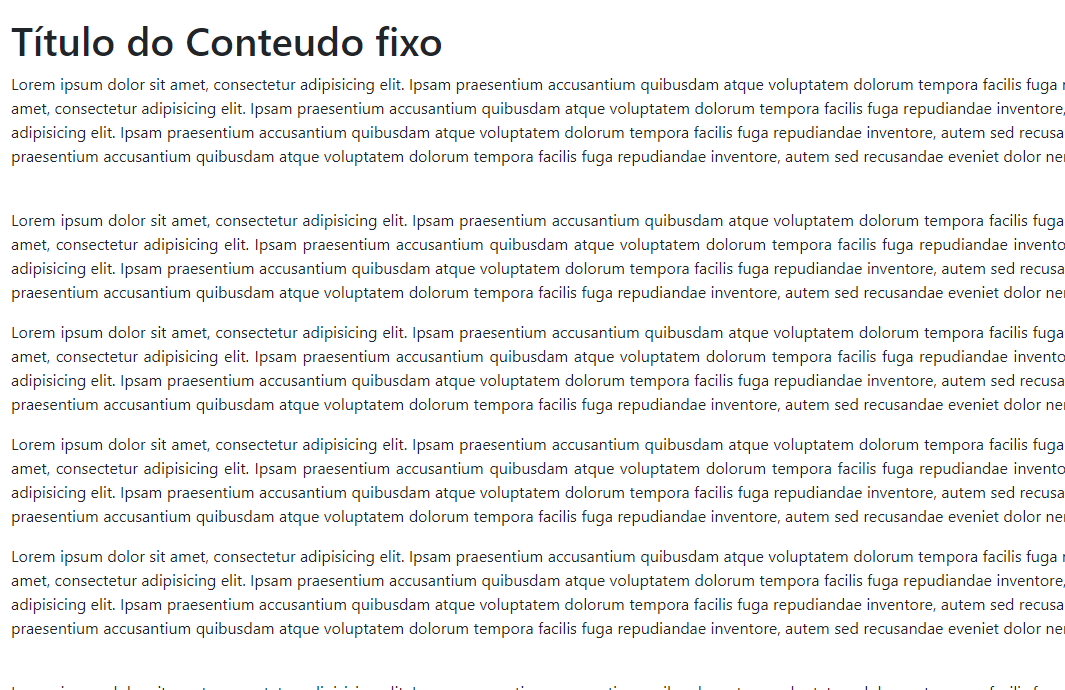 Título do Conteudo fixo
Lorem ipsum dolor sit amet, consectetur adipisicing elit. Ipsam praesentium accusantium quibusdam atque voluptatem dolorum tempora facilis fuga
amet, consectetur adipisicing elit. Ipsam praesentium accusantium quibusdam atque voluptatem dolorum tempora facilis fuga repudiandae inventore,
adipisicing elit. Ipsam praesentium accusantium quibusdam atque voluptatem dolorum tempora facilis fuga repudiandae inventore, autem sed recusa
praesentium accusantium quibusdam atque voluptatem dolorum tempora facilis fuga repudiandae inventore, autem sed recusandae eveniet dolor ne
Lorem ipsum dolor sit amet, consectetur adipisicing elit. Ipsam praesentium accusantium quibusdam atque voluptatem dolorum tempora facilis fuga
amet, consectetur adipisicing elit. Ipsam praesentium accusantium quibusdam atque voluptatem dolorum tempora facilis fuga repudiandae invento
adipisicing elit. Ipsam praesentium accusantium quibusdam atque voluptatem dolorum tempora facilis fuga repudiandae inventore, autem sed recusa
praesentium accusantium quibusdam atque voluptatem dolorum tempora facilis fuga repudiandae inventore, autem sed recusandae eveniet dolor ne
Lorem ipsum dolor sit amet, consectetur adipisicing elit. Ipsam praesentium accusantium quibusdam atque voluptatem dolorum tempora facilis fuga
amet, consectetur adipisicing elit. Ipsam praesentium accusantium quibusdam atque voluptatem dolorum tempora facilis fuga repudiandae invento
adipisicing elit. Ipsam praesentium accusantium quibusdam atque voluptatem dolorum tempora facilis fuga repudiandae inventore, autem sed recusa
praesentium accusantium quibusdam atque voluptatem dolorum tempora facilis fuga repudiandae inventore, autem sed recusandae eveniet dolor ne
Lorem ipsum dolor sit amet, consectetur adipisicing elit. Ipsam praesentium accusantium quibusdam atque voluptatem dolorum tempora facilis fuga
amet, consectetur adipisicing elit. Ipsam praesentium accusantium quibusdam atque voluptatem dolorum tempora facilis fuga repudiandae invento
adipisicing elit. Ipsam praesentium accusantium quibusdam atque voluptatem dolorum tempora facilis fuga repudiandae inventore, autem sed recusa
praesentium accusantium quibusdam atque voluptatem dolorum tempora facilis fuga repudiandae inventore, autem sed recusandae eveniet dolor ne
Lorem ipsum dolor sit amet, consectetur adipisicing elit. Ipsam praesentium accusantium quibusdam atque voluptatem dolorum tempora facilis fuga
amet, consectetur adipisicing elit. Ipsam praesentium accusantium quibusdam atque voluptatem dolorum tempora facilis fuga repudiandae inventore,
adipisicing elit. Ipsam praesentium accusantium quibusdam atque voluptatem dolorum tempora facilis fuga repudiandae inventore, autem sed recusa
praesentium accusantium quibusdam atque voluptatem dolorum tempora facilis fuga repudiandae inventore, autem sed recusandae eveniet dolor ne